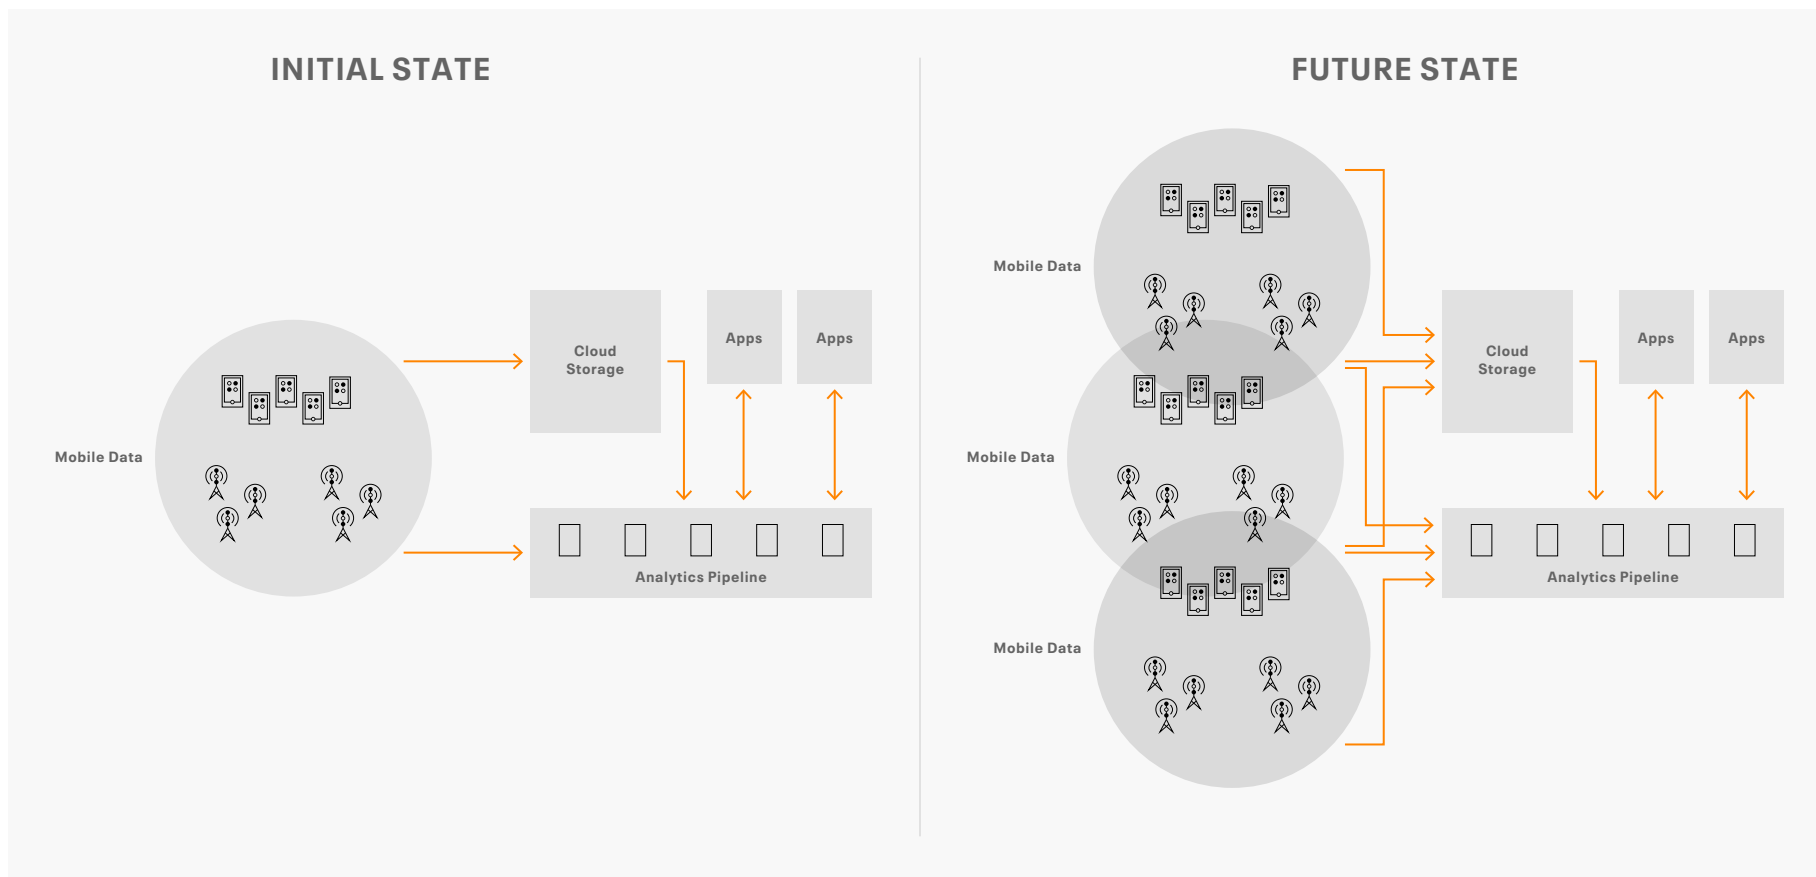 INITIAL STATE
Mobile Data
Cloud
Storage
Apps
Apps
Analytics Pipeline
FUTURE STATE
Mobile Data
Mobile Data
Mobile Data
Cloud
Storage
Apps
Apps
Analytics Pipeline